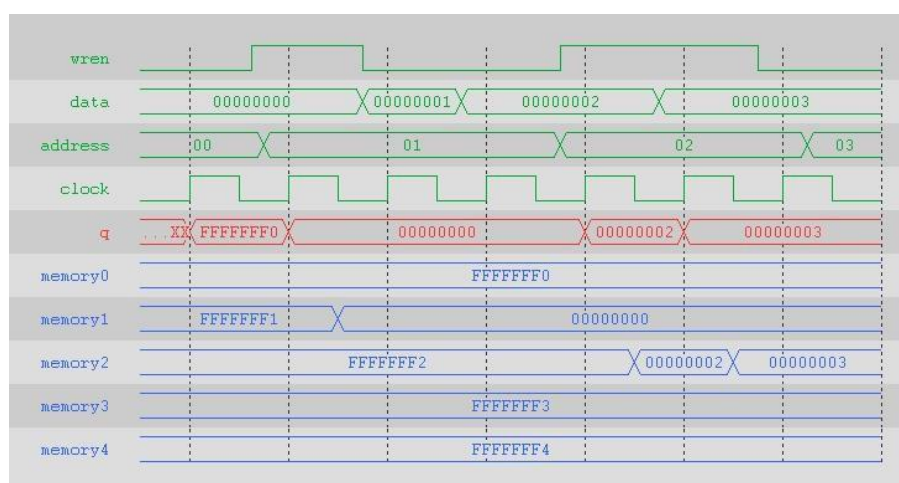 wren
data 00000000 00000001 00000002 00000003
address 00 01 02 03
clock
q ...XX FFFFFFF0 00000000 00000002 00000003
memory0 FFFFFFF0
memory1 FFFFFFF1 00000000
memory2 FFFFFFF2 00000002 00000003
memory3 FFFFFFF3
memory4 FFFFFFF4